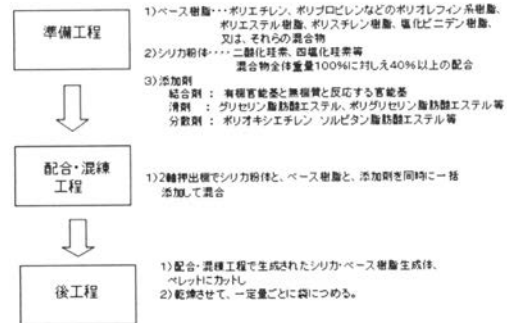 準備工程
1)ベース樹脂・・・ポリエチレン、ポリプロピレンなどのポリオレフィン系樹脂、
ポリエステル樹脂、ポリスチレン樹脂、塩化ビニデン樹脂、
又は、それらの混合物
2)シリカ粉体・・・・二酸化珪素、四塩化珪素等
混合物全体重量100%に対しえ40%以上の配合
3)添加剤
結合剤 : 有機官能基と無機質と反応する官能基
滑剤 : グリセリン脂肪酸エステル、ポリグリセリン脂肪酸エステル等
分散剤 : ポリオキシエチレン ソルビタン脂肪酸エステル等
配合・混練
工程
1)2軸押出機でシリカ粉体と、ベース樹脂と、添加剤を同時に一括
添加して混合
後工程
1)配合・混練工程で生成されたシリカ・ベース樹脂生成体、
ペレットにカットし
2)乾燥させて、一定量ごとに袋につめる。